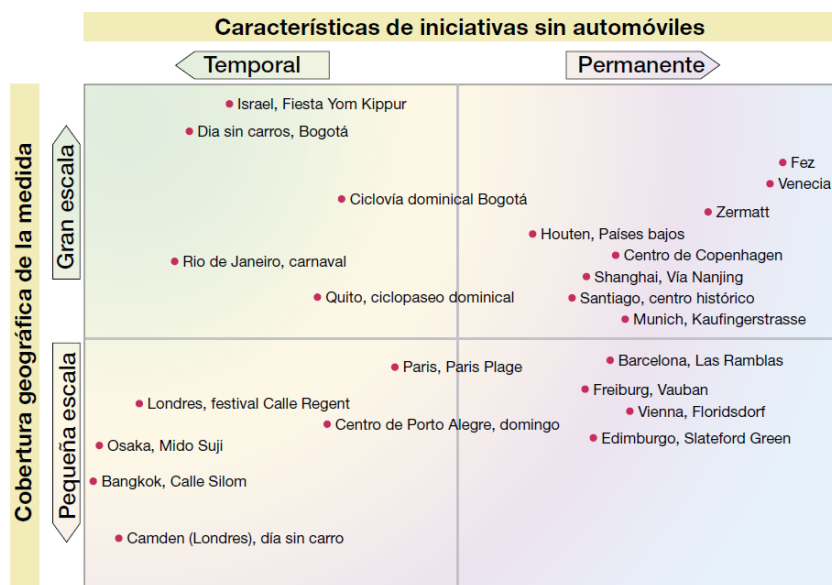 Características de iniciativas sin automóviles
Temporal
Permanente
Cobertura geográfica de la medida
Gran escala
Pequeña escala
Israel, Fiesta Yom Kippur
Dia sin carros, Bogotá
Ciclovía dominical Bogotá
Rio de Janeiro, carnaval
Quito, ciclopaseo dominical
Fez
Venecia
Zermatt
Houten, Países bajos
Centro de Copenhagen
Shanghai, Vía Nanjing
Santiago, centro histórico
Munich, Kaufingerstrasse
Paris, Paris Plage
Londres, festival Calle Regent
Centro de Porto Alegre, domingo
Osaka, Mido Suji
Bangkok, Calle Silom
Camden (Londres), día sin carro
Barcelona, Las Ramblas
Freiburg, Vauban
Vienna, Floridsdorf
Edimburgo, Slateford Green